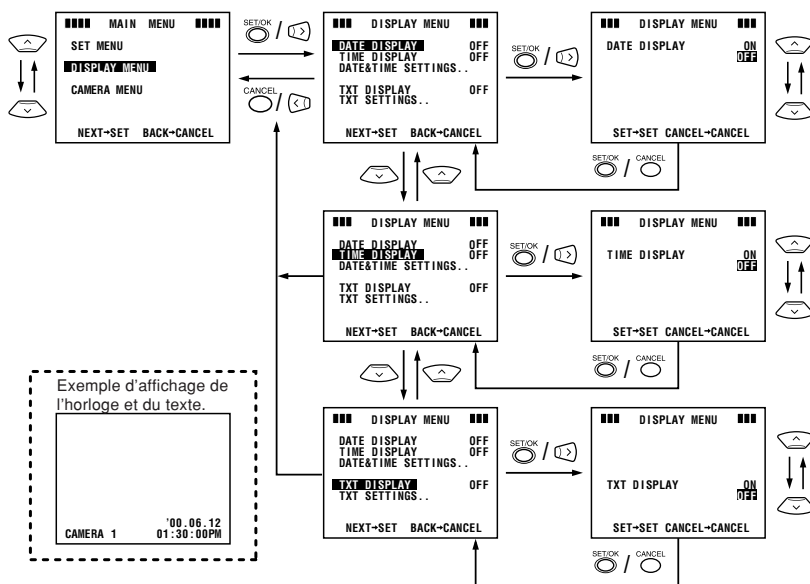 MAIN MENU
SET MENU
DISPLAY MENU
CAMERA MENU
NEXT→SET BACK→CANCEL
SET/OK
/
CANCEL
/
DISPLAY MENU
DATE DISPLAY OFF
TIME DISPLAY OFF
DATE&TIME SETTINGS..
TXT DISPLAY OFF
TXT SETTINGS..
NEXT→SET BACK→CANCEL
SET/OK
/
DISPLAY MENU
DATE DISPLAY ON
OFF
SET→SET CANCEL→CANCEL
SET/OK / CANCEL
DISPLAY MENU
DATE DISPLAY OFF
TIME DISPLAY OFF
DATE&TIME SETTINGS..
TXT DISPLAY OFF
TXT SETTINGS..
NEXT→SET BACK→CANCEL
SET/OK
/
DISPLAY MENU
TIME DISPLAY ON
OFF
SET→SET CANCEL→CANCEL
SET/OK / CANCEL
Exemple d'affichage de
l'horloge et du texte.
'00.06.12
CAMERA 1 01:30:00PM
DISPLAY MENU
DATE DISPLAY OFF
TIME DISPLAY OFF
DATE&TIME SETTINGS..
TXT DISPLAY OFF
TXT SETTINGS..
NEXT→SET BACK→CANCEL
SET/OK
/
DISPLAY MENU
TXT DISPLAY ON
OFF
SET→SET CANCEL→CANCEL
SET/OK / CANCEL